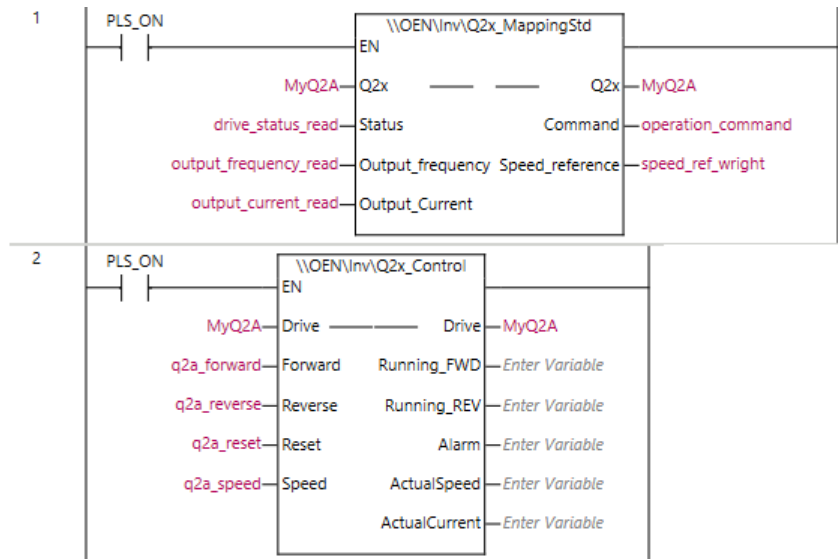 1
PLS_ON
\\OEN\Inv\Q2x_MappingStd
EN
MyQ2A Q2x Q2x MyQ2A
drive_status_read Status Command operation_command
output_frequency_read Output_frequency Speed_reference speed_ref_wright
output_current_read Output_Current
2
PLS_ON
\\OEN\Inv\Q2x_Control
EN
MyQ2A Drive Drive MyQ2A
q2a_forward Forward Running_FWD Enter Variable
q2a_reverse Reverse Running_REV Enter Variable
q2a_reset Reset Alarm Enter Variable
q2a_speed Speed ActualSpeed Enter Variable
ActualCurrent Enter Variable